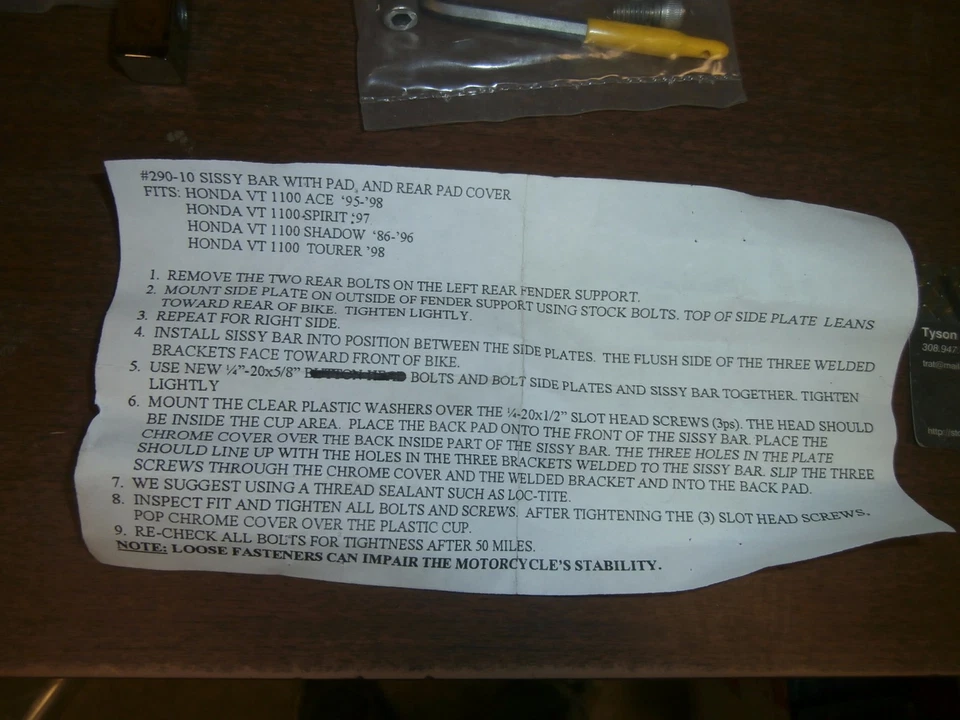 #290-10 SISSY BAR WITH PAD, AND REAR PAD COVER
FITS: HONDA VT 1100 ACE '95-'98
HONDA VT 1100-SPIRIT '97
HONDA VT 1100 SHADOW '86-'96
HONDA VT 1100 TOURER '98
1. REMOVE THE TWO REAR BOLTS ON THE LEFT REAR FENDER SUPPORT.
2. MOUNT SIDE PLATE ON OUTSIDE OF FENDER SUPPORT USING STOCK BOLTS. TOP OF SIDE PLATE LEANS
TOWARD REAR OF BIKE. TIGHTEN LIGHTLY.
3. REPEAT FOR RIGHT SIDE.
4. INSTALL SISSY BAR INTO POSITION BETWEEN THE SIDE PLATES. THE FLUSH SIDE OF THE THREE WELDED
BRACKETS FACE TOWARD FRONT OF BIKE.
5. USE NEW ¼"-20x5/8" BOLTS AND BOLT SIDE PLATES AND SISSY BAR TOGETHER. TIGHTEN
LIGHTLY
6. MOUNT THE CLEAR PLASTIC WASHERS OVER THE ¼-20x1/2" SLOT HEAD SCREWS (3ps). THE HEAD SHOULD
BE INSIDE THE CUP AREA. PLACE THE BACK PAD ONTO THE FRONT OF THE SISSY BAR. PLACE THE
CHROME COVER OVER THE BACK INSIDE PART OF THE SISSY BAR. THE THREE HOLES IN THE PLATE
SHOULD LINE UP WITH THE HOLES IN THE THREE BRACKETS WELDED TO THE SISSY BAR. SLIP THE THREE
SCREWS THROUGH THE CHROME COVER AND THE WELDED BRACKET AND INTO THE BACK PAD.
7. WE SUGGEST USING A THREAD SEALANT SUCH AS LOC-TITE.
8. INSPECT FIT AND TIGHTEN ALL BOLTS AND SCREWS. AFTER TIGHTENING THE (3) SLOT HEAD SCREWS,
POP CHROME COVER OVER THE PLASTIC CUP.
9. RE-CHECK ALL BOLTS FOR TIGHTNESS AFTER 50 MILES.
NOTE: LOOSE FASTENERS CAN IMPAIR THE MOTORCYCLE'S STABILITY.
Tyson
308.947